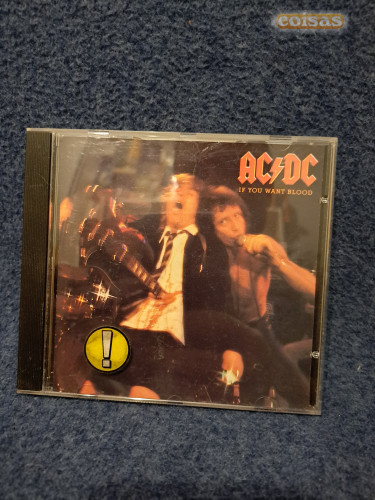 coisas
AC⚡DC
IF YOU WANT BLOOD
!